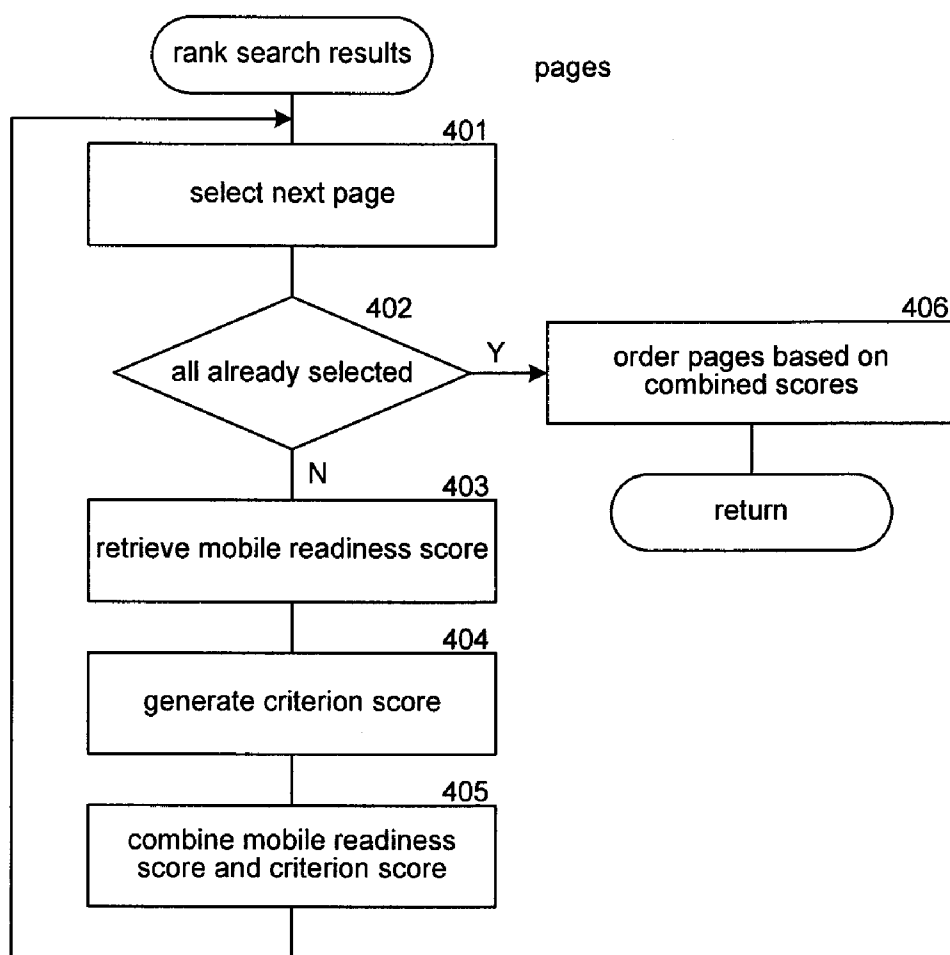 rank search results
pages
401
select next page
402
all already selected
Y
N
406
order pages based on
combined scores
return
403
retrieve mobile readiness score
404
generate criterion score
405
combine mobile readiness
score and criterion score